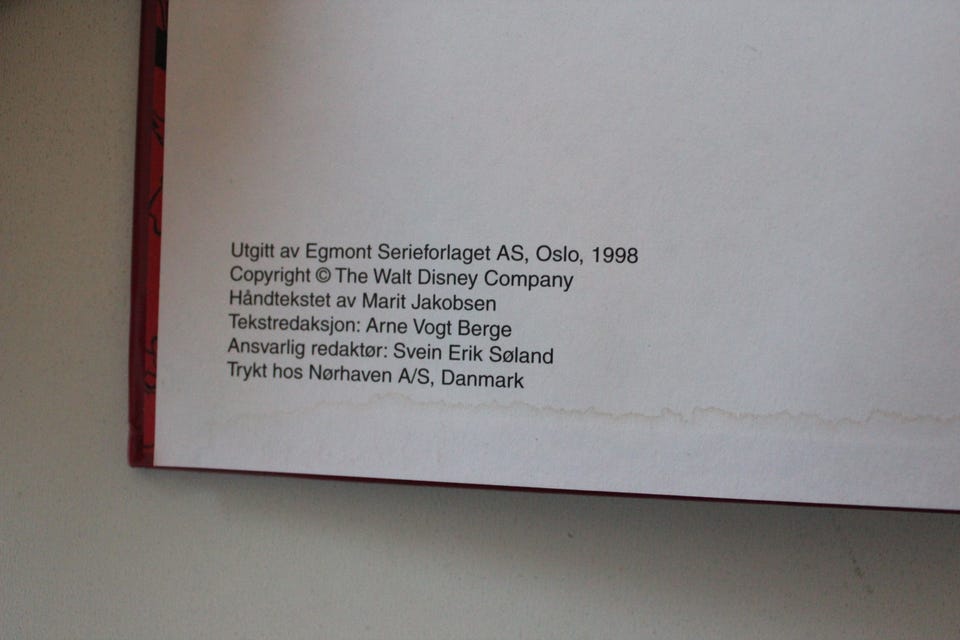 Utgitt av Egmont Serieforlaget AS, Oslo, 1998
Copyright © The Walt Disney Company
Håndtekstet av Marit Jakobsen
Tekstredaksjon: Arne Vogt Berge
Ansvarlig redaktør: Svein Erik Søland
Trykt hos Nørhaven A/S, Danmark